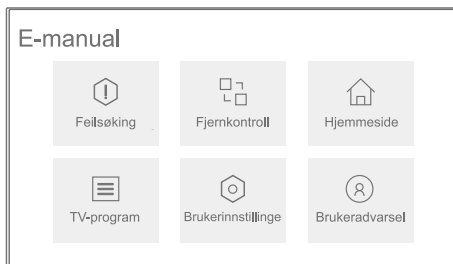 E-manual
Feilsøking
Fjernkontroll
Hjemmeside
TV-program
Brukerinnstillinge
Brukeradvarsel